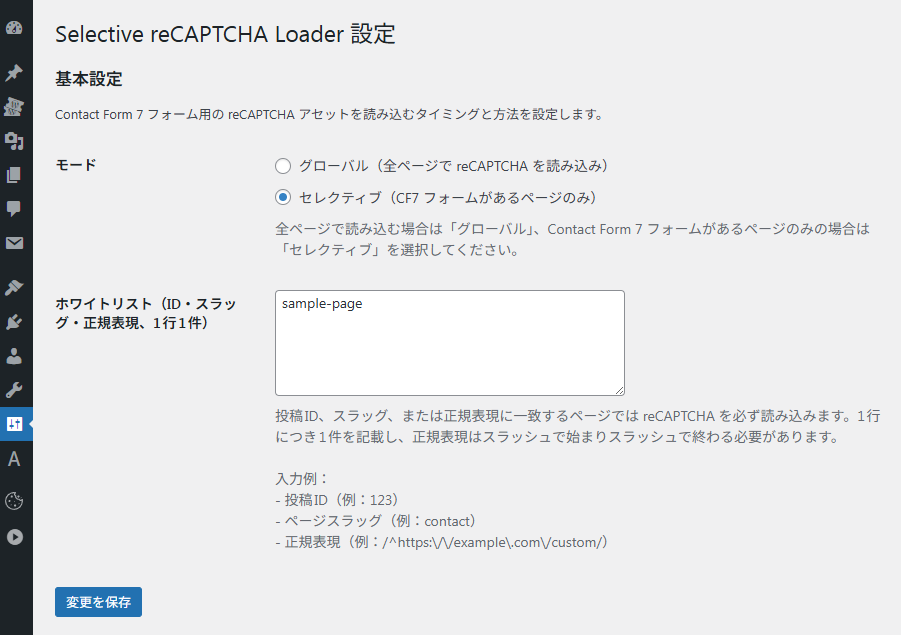 Selective reCAPTCHA Loader 設定
基本設定
Contact Form 7 フォーム用の reCAPTCHA アセットを読み込むタイミングと方法を設定します。
モード
グローバル（全ページで reCAPTCHA を読み込み）
セレクティブ（CF7 フォームがあるページのみ）
全ページで読み込む場合は「グローバル」、Contact Form 7 フォームがあるページのみの場合は
「セレクティブ」を選択してください。
ホワイトリスト（ID・スラッ
グ・正規表現、1行1件）
sample-page
投稿ID、スラッグ、または正規表現に一致するページでは reCAPTCHA を必ず読み込みます。1行
につき1件を記載し、正規表現はスラッシュで始まりスラッシュで終わる必要があります。
入力例：
- 投稿ID（例：123）
- ページスラッグ（例：contact）
- 正規表現（例：/^https:\/\/example\.com\/custom/）
変更を保存